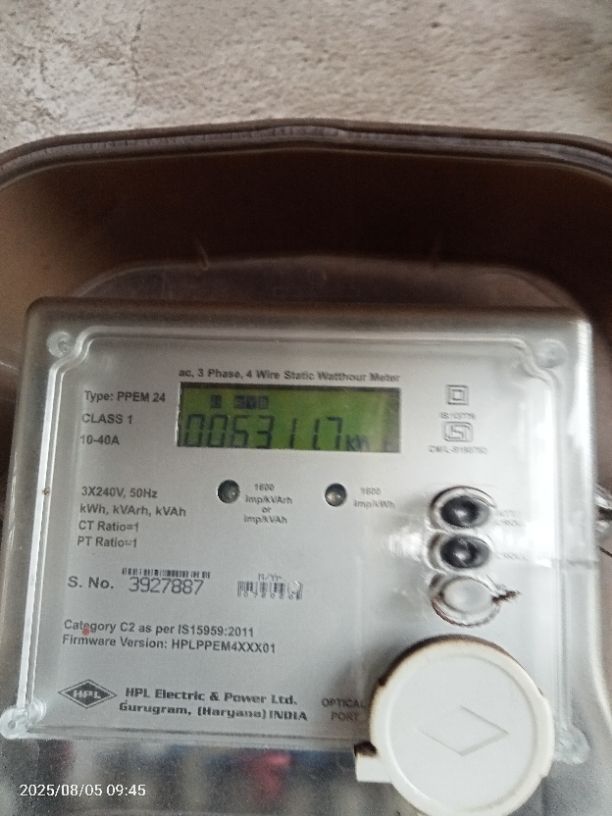 ac, 3 Phase, 4 Wire Static Watthour Meter
Type: PPEM 24
CLASS 1
10-40A
006311.7
3X240V, 50Hz
kWh, kVArh, kVAh
CT Ratio=1
PT Ratio=1
1600
Imp/kVArh
or
Imp/kVAh
1600
Imp/kWh
S. No. 3927887
Category C2 as per IS15959:2011
Firmware Version: HPLPPEM4XXX01
HPL
HPL Electric & Power Ltd.
Gurugram, (Haryana) INDIA
OPTICAL
PORT
2025/08/05 09:45